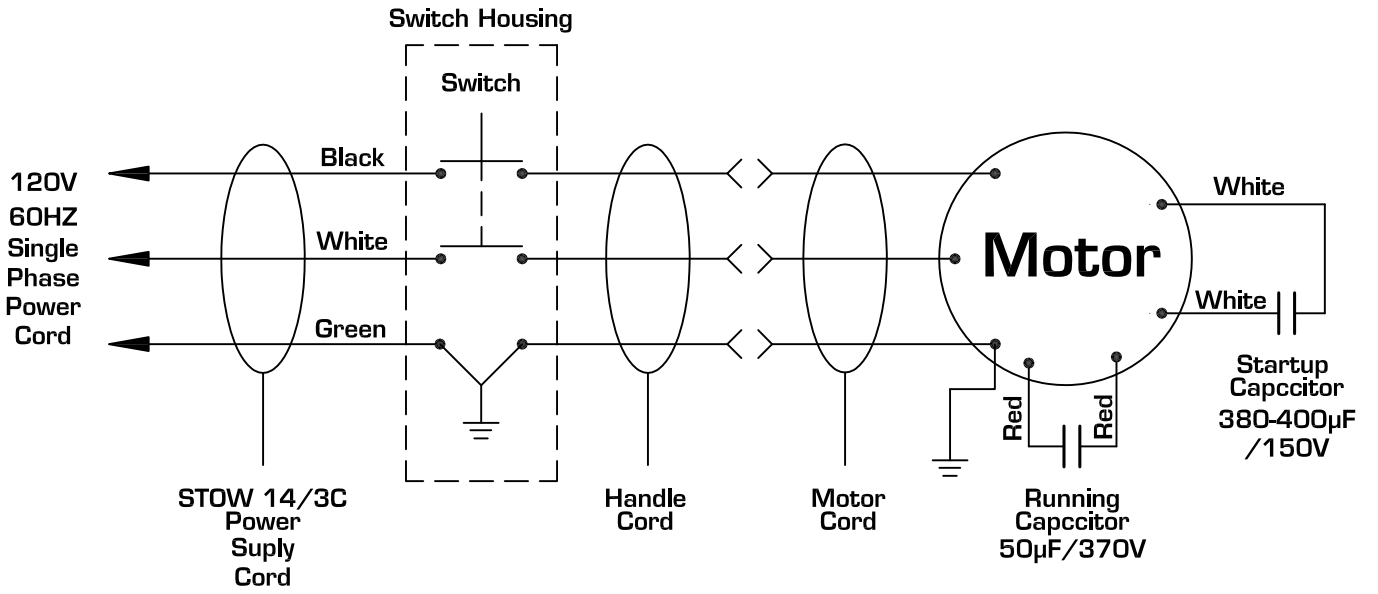 Switch Housing
Switch
Black
White
Green
120V
60HZ
Single
Phase
Power
Cord
STOW 14/3C
Power
Suply
Cord
Handle
Cord
Motor
Cord
Motor
White
White
Startup
Capccitor
380-400µF
/150V
Red
Red
Running
Capccitor
50µF/370V